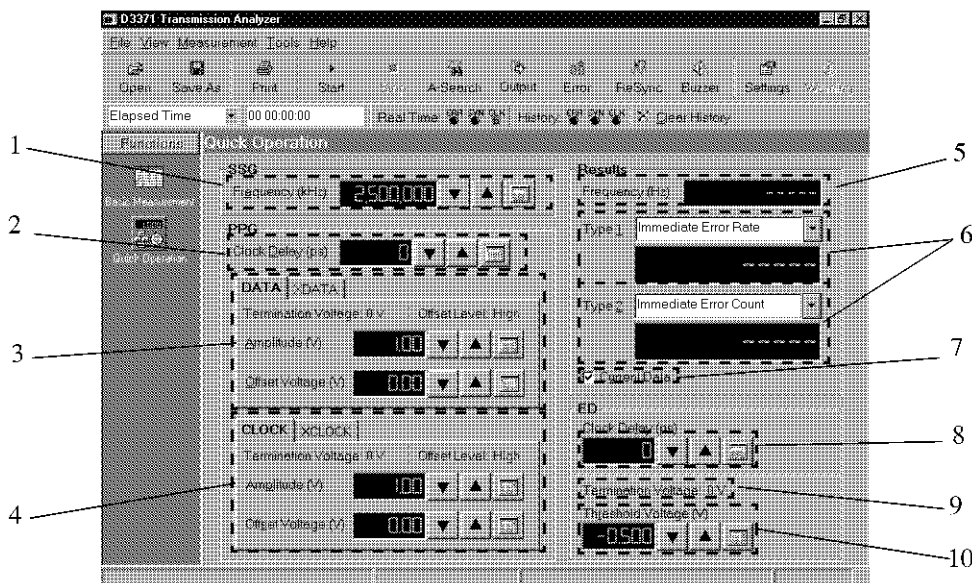 D3371 Transmission Analyzer
File View Measurement Tools Help
Open Save As Print Start A-Search Output Error ReSync Buzzer Settings
Elapsed Time 00 00:00:00 Real Time History Clear History
Functions Quick Operation
Basic Measurement
Quick Operation
SSG
Frequency (kHz) 2,500,000
PPG
Clock Delay (ps) 0
DATA XDATA
Termination Voltage: 0 V Offset Level: High
Amplitude (V) 1.00
Offset Voltage (V) 0.00
CLOCK XCLOCK
Termination Voltage: 0 V Offset Level: High
Amplitude (V) 1.00
Offset Voltage (V) 0.00
Results
Frequency (Hz) -----
Type 1 Immediate Error Rate
-----
Type 2 Immediate Error Count
-----
Current Data
ED
Clock Delay (ps)
0
Termination Voltage
Threshold Voltage (V)
-0.500
1
2
3
4
5
6
7
8
9
10